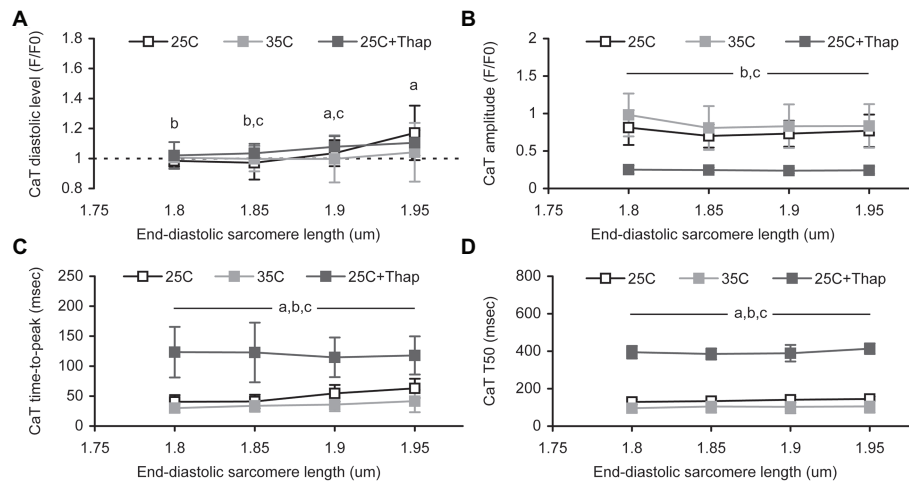 A
25C 35C 25C+Thap
CaT diastolic level (F/F0)
1.8
1.6
1.4
1.2
1
0.8
b
b,c
a,c
a
1.75 1.8 1.85 1.9 1.95
End-diastolic sarcomere length (um)
B
25C 35C 25C+Thap
CaT amplitude (F/F0)
2
1.5
1
0.5
0
b,c
1.75 1.8 1.85 1.9 1.95
End-diastolic sarcomere length (um)
C
25C 35C 25C+Thap
CaT time-to-peak (msec)
250
200
150
100
50
0
a,b,c
1.75 1.8 1.85 1.9 1.95
End-diastolic sarcomere length (um)
D
25C 35C 25C+Thap
CaT T50 (msec)
800
600
400
200
0
a,b,c
1.75 1.8 1.85 1.9 1.95
End-diastolic sarcomere length (um)